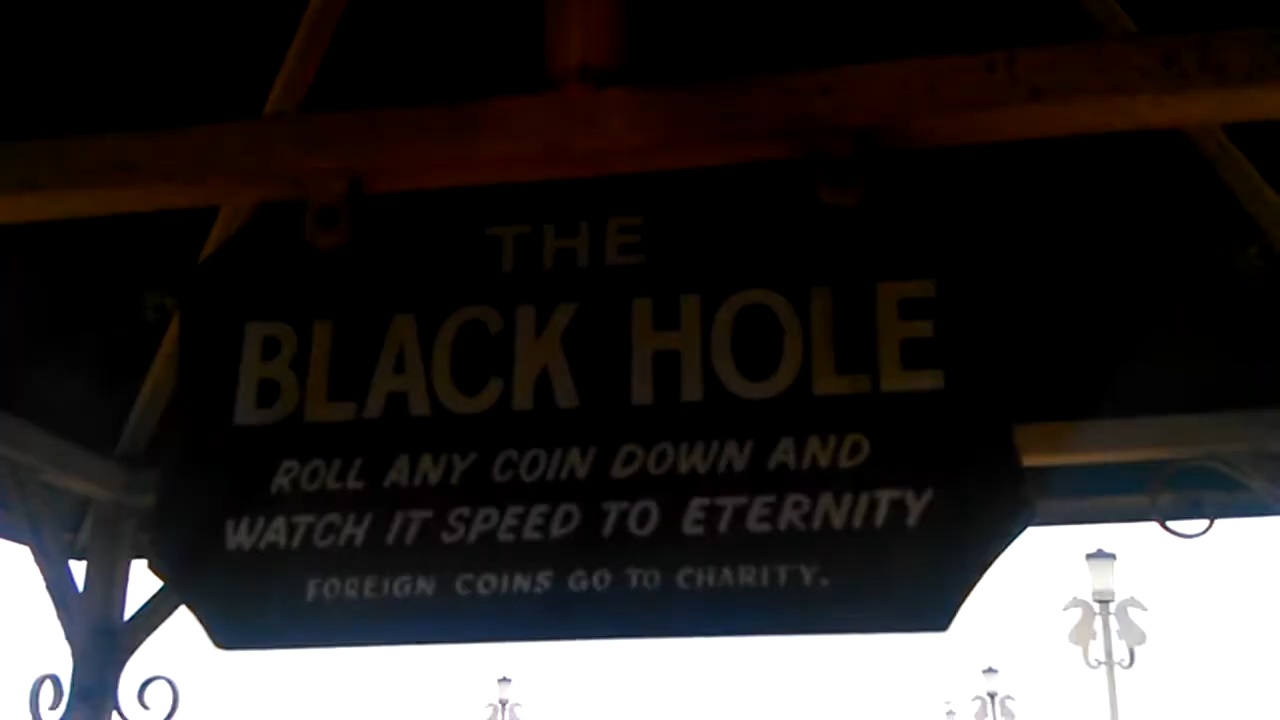 THE
BLACK HOLE
ROLL ANY COIN DOWN AND
WATCH IT SPEED TO ETERNITY
FOREIGN COINS GO TO CHARITY.